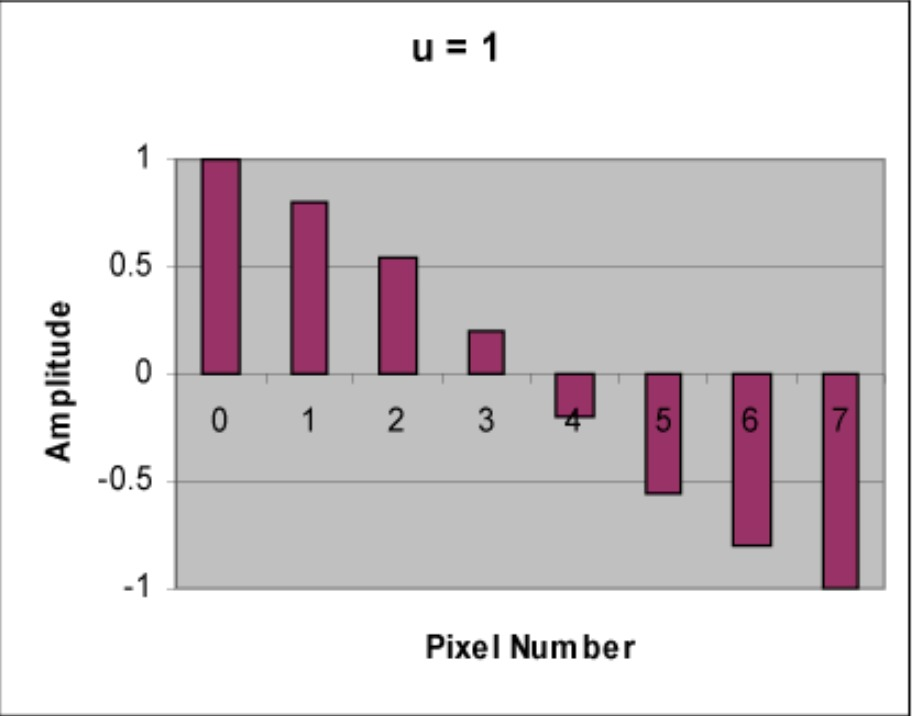 u = 1
1
0.5
0
-0.5
-1
0 1 2 3 4 5 6 7
Amplitude
Pixel Number